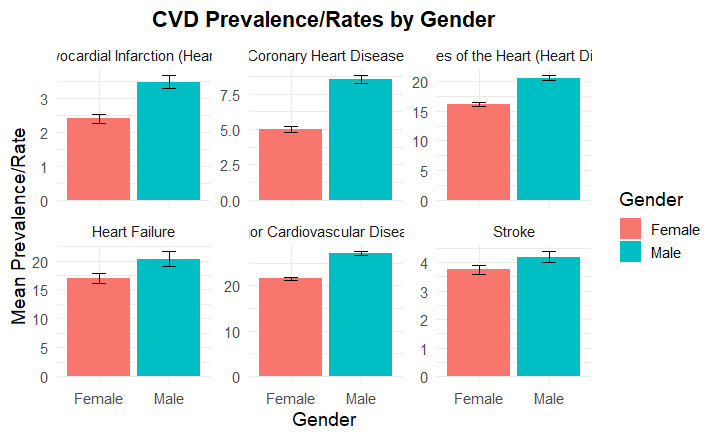 CVD Prevalence/Rates by Gender
yocardial Infarction (Hear
Coronary Heart Disease
es of the Heart (Heart Di
3
2
1
0
7.5
5.0
2.5
0.0
20
15
10
5
0
Mean Prevalence/Rate
Heart Failure
jor Cardiovascular Disea
Stroke
20
15
10
5
0
20
10
0
4
3
2
1
0
Female Male
Female Male
Female Male
Gender
Gender
Female
Male